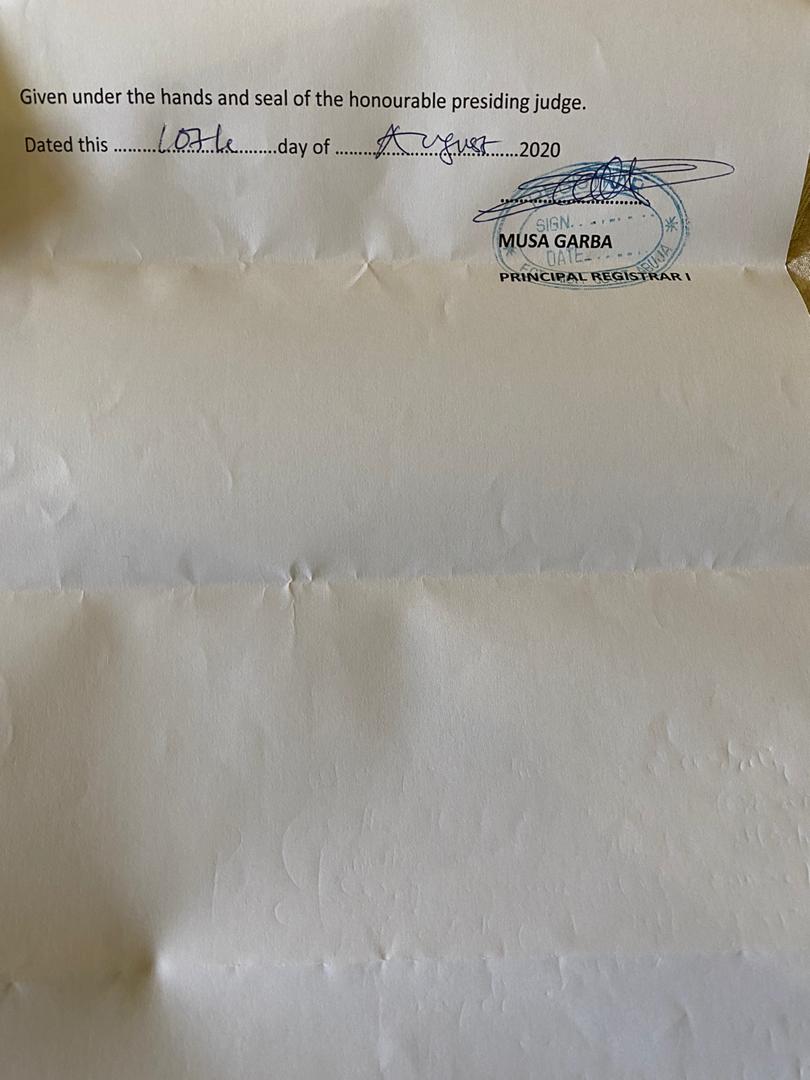 Given under the hands and seal of the honourable presiding judge.
Dated this .........10th.........day of .........August.........2020
SIGN.
MUSA GARBA
DATE
PRINCIPAL REGISTRAR I
ABUJA